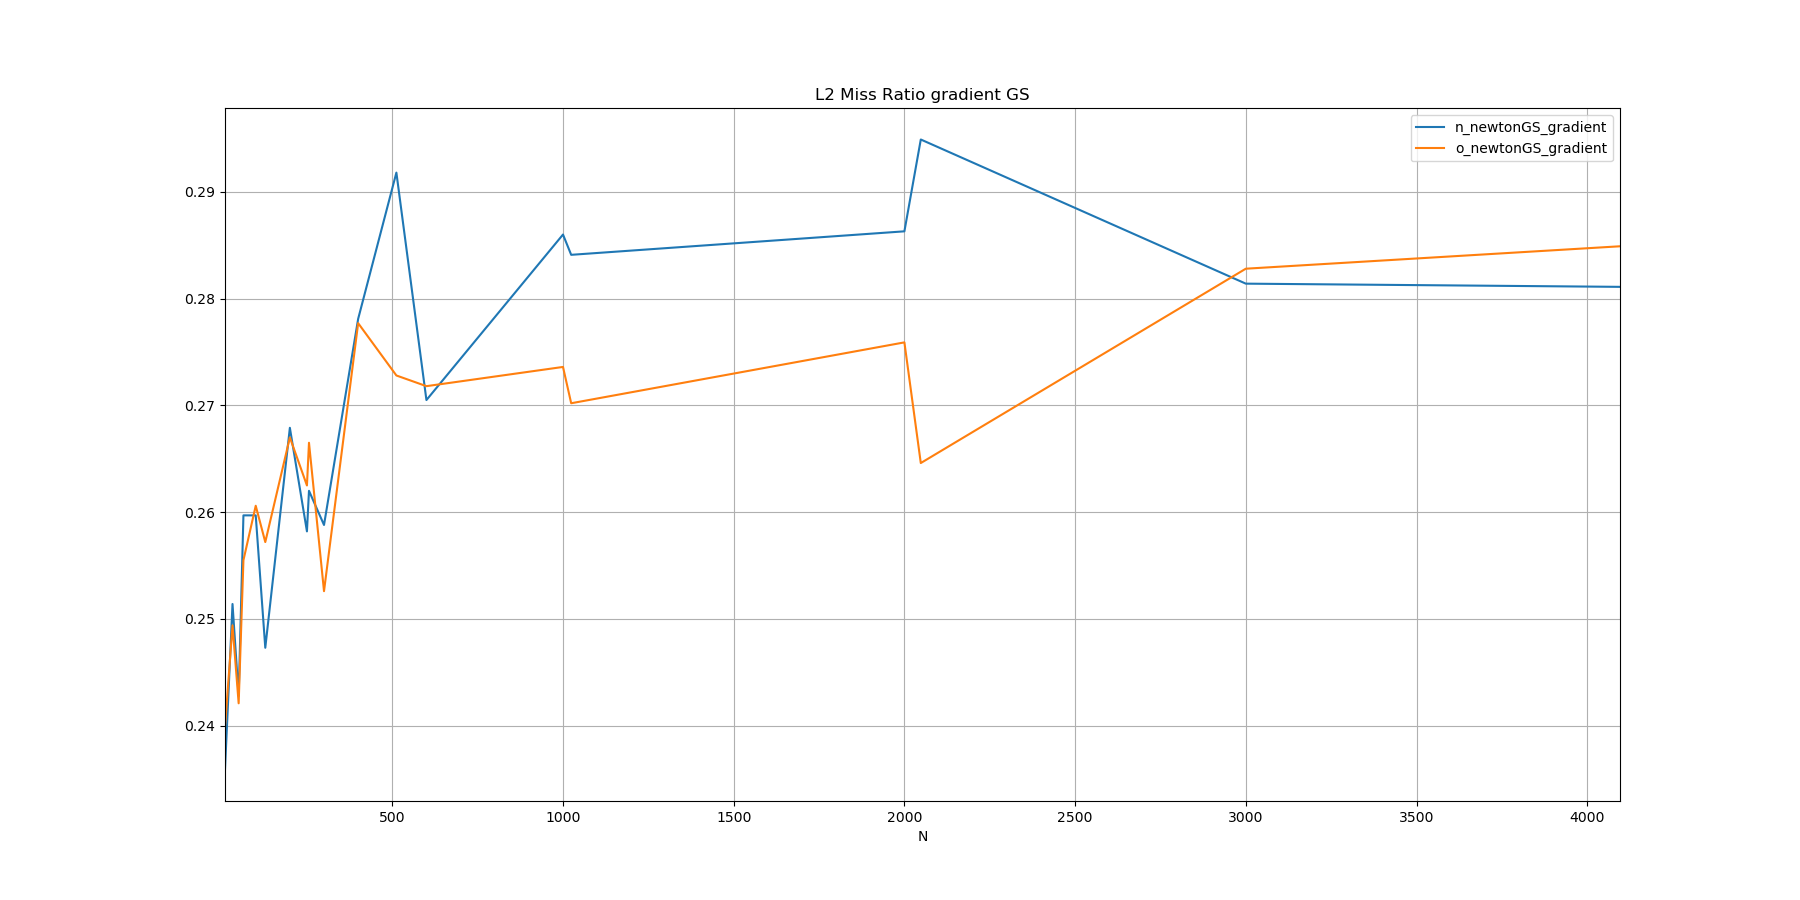 L2 Miss Ratio gradient GS
n_newtonGS_gradient
o_newtonGS_gradient
0.29
0.28
0.27
0.26
0.25
0.24
500 1000 1500 2000 2500 3000 3500 4000
N